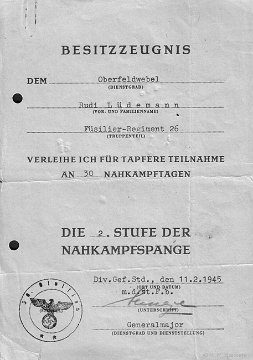 BESITZZEUGNIS
DEM Oberfeldwebel
(DIENSTGRAD)
Rudi Lüdemann
(VOR- UND FAMILIENNAME)
Füsilier-Regiment 26
(TRUPPENTEIL)
VERLEIHE ICH FÜR TAPFERE TEILNAHME
AN 30 NAHKAMPFTAGEN
DIE 2. STUFE DER
NAHKAMPFSPANGE
Div.Gef.Std., den 11.2.1945
(ORT UND DATUM)
m.d.St.F.b.
(UNTERSCHRIFT)
Generalmajor
(DIENSTGRAD UND DIENSTSTELLUNG)